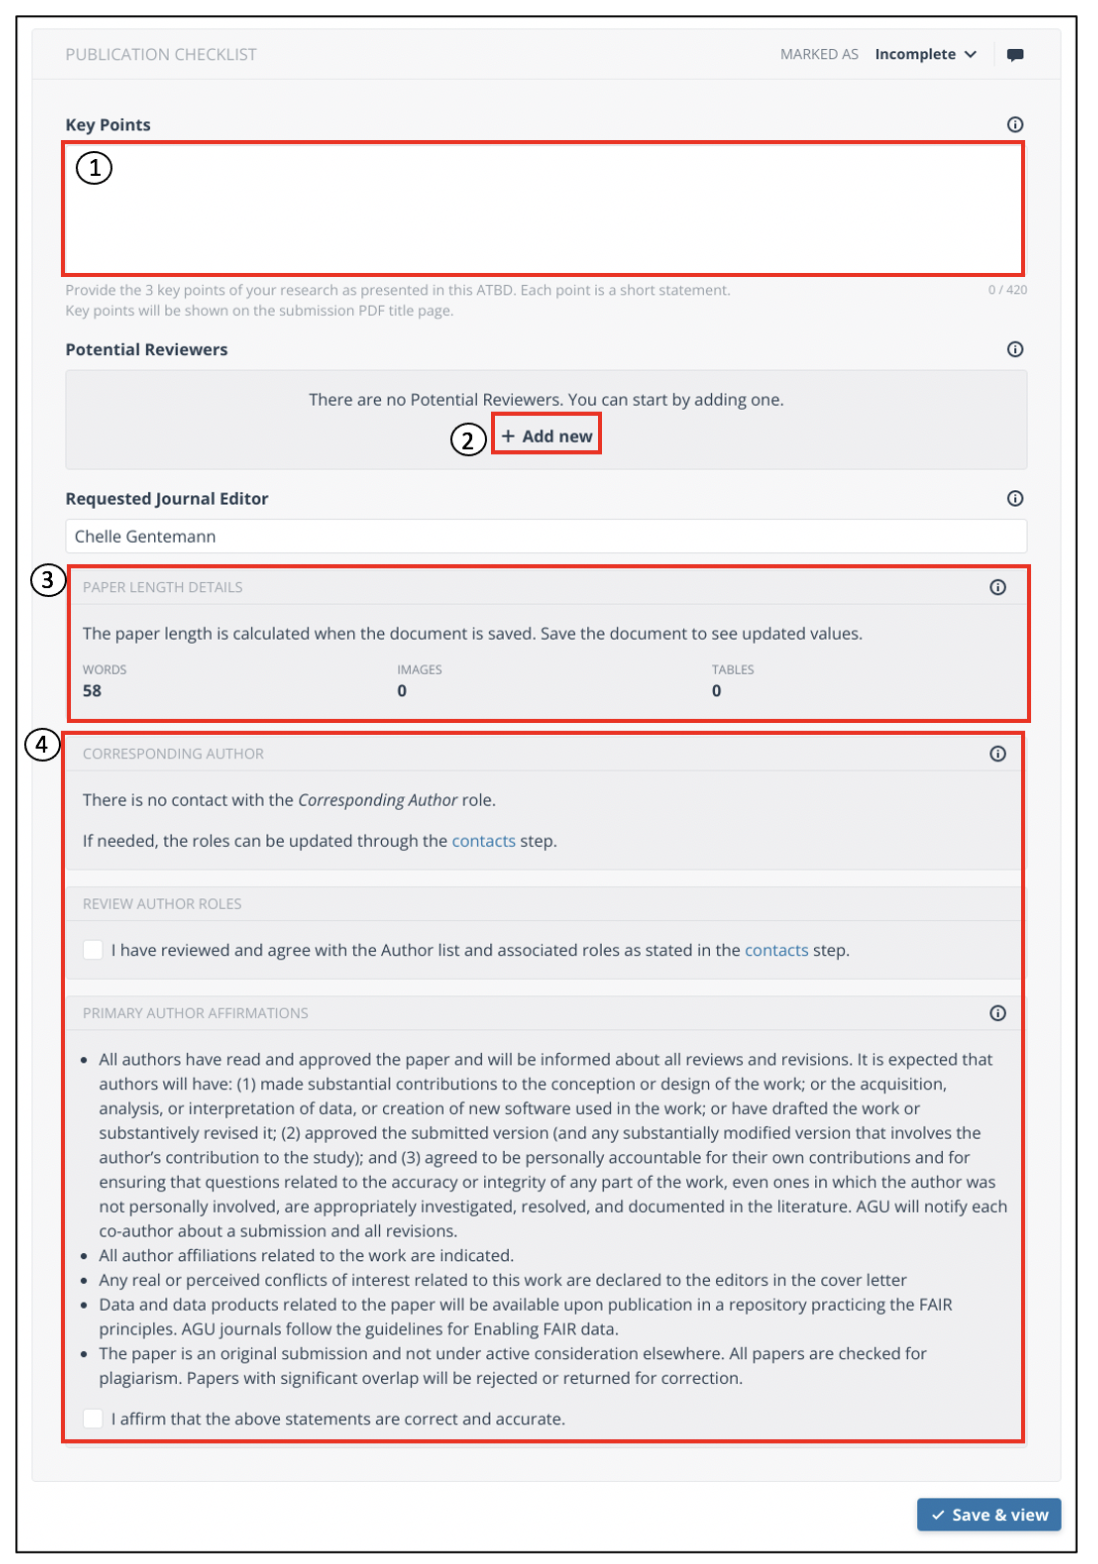 PUBLICATION CHECKLIST MARKED AS Incomplete
Key Points
1
Provide the 3 key points of your research as presented in this ATBD. Each point is a short statement. 0 / 420
Key points will be shown on the submission PDF title page.
Potential Reviewers
There are no Potential Reviewers. You can start by adding one.
2 + Add new
Requested Journal Editor
Chelle Gentemann
3 PAPER LENGTH DETAILS
The paper length is calculated when the document is saved. Save the document to see updated values.
WORDS IMAGES TABLES
58 0 0
4 CORRESPONDING AUTHOR
There is no contact with the Corresponding Author role.
If needed, the roles can be updated through the contacts step.
REVIEW AUTHOR ROLES
I have reviewed and agree with the Author list and associated roles as stated in the contacts step.
PRIMARY AUTHOR AFFIRMATIONS
• All authors have read and approved the paper and will be informed about all reviews and revisions. It is expected that
authors will have: (1) made substantial contributions to the conception or design of the work; or the acquisition,
analysis, or interpretation of data, or creation of new software used in the work; or have drafted the work or
substantively revised it; (2) approved the submitted version (and any substantially modified version that involves the
author's contribution to the study); and (3) agreed to be personally accountable for their own contributions and for
ensuring that questions related to the accuracy or integrity of any part of the work, even ones in which the author was
not personally involved, are appropriately investigated, resolved, and documented in the literature. AGU will notify each
co-author about a submission and all revisions.
• All author affiliations related to the work are indicated.
• Any real or perceived conflicts of interest related to this work are declared to the editors in the cover letter
• Data and data products related to the paper will be available upon publication in a repository practicing the FAIR
principles. AGU journals follow the guidelines for Enabling FAIR data.
• The paper is an original submission and not under active consideration elsewhere. All papers are checked for
plagiarism. Papers with significant overlap will be rejected or returned for correction.
I affirm that the above statements are correct and accurate.
Save & view